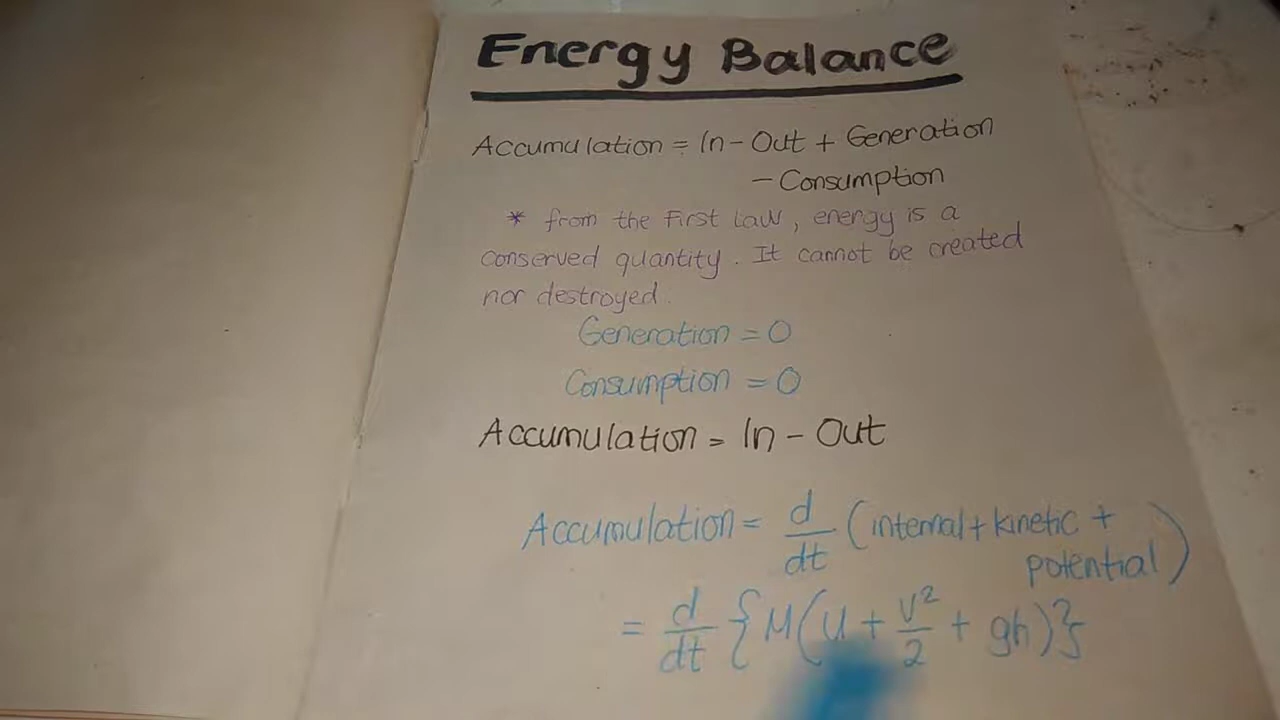 Energy Balance
Accumulation = In - Out + Generation
- Consumption
* from the First law, energy is a
conserved quantity. It cannot be created
nor destroyed.
Generation = 0
Consumption = 0
Accumulation = In - Out
Accumulation = d/dt (internal + kinetic +
potential)
= d/dt {M(U + v²/2 + gh)}